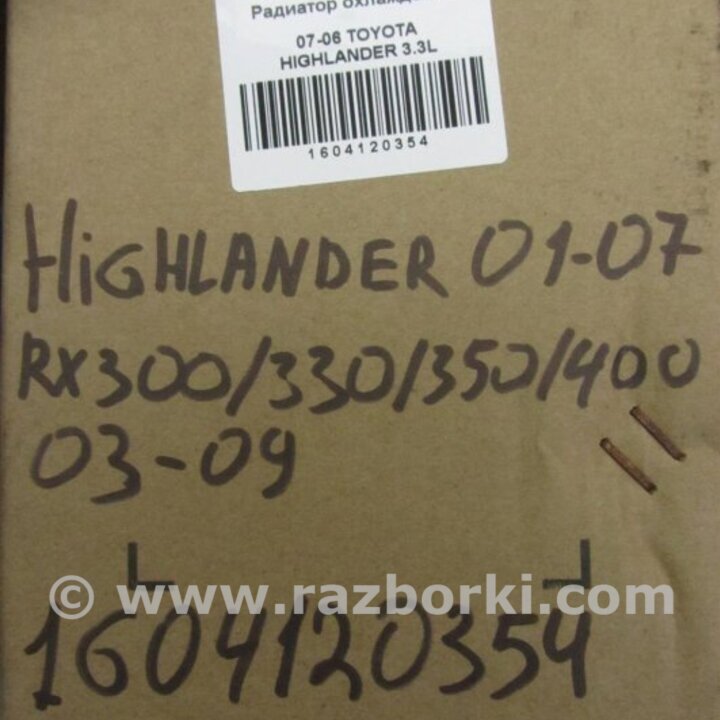 Радиатор
07-06 TOYOTA
HIGHLANDER 3.3L
1604120354
HiGHLANDER 01-07
RX300/330/350/400
03-09
© www.razborki.com
1604120354